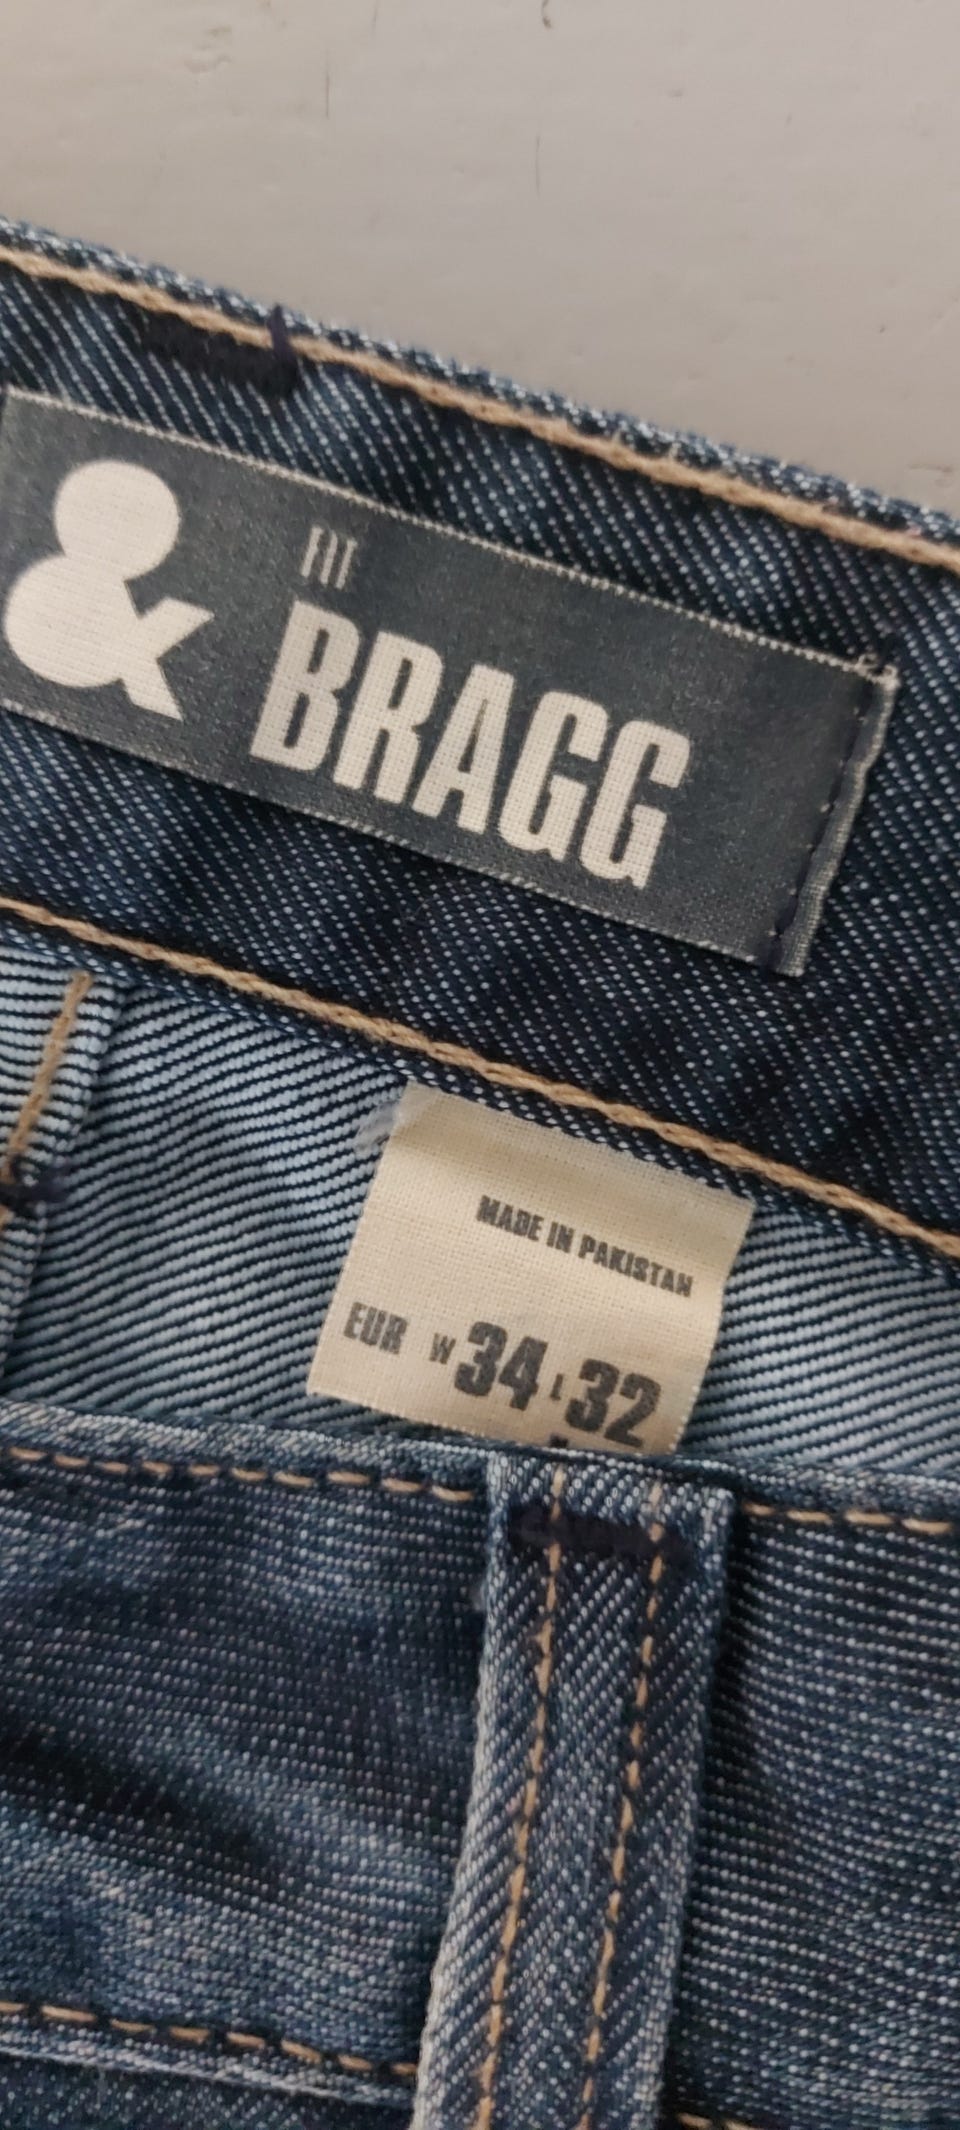 &
FIT
BRAGG
MADE IN PAKISTAN
EUR W 34 L 32